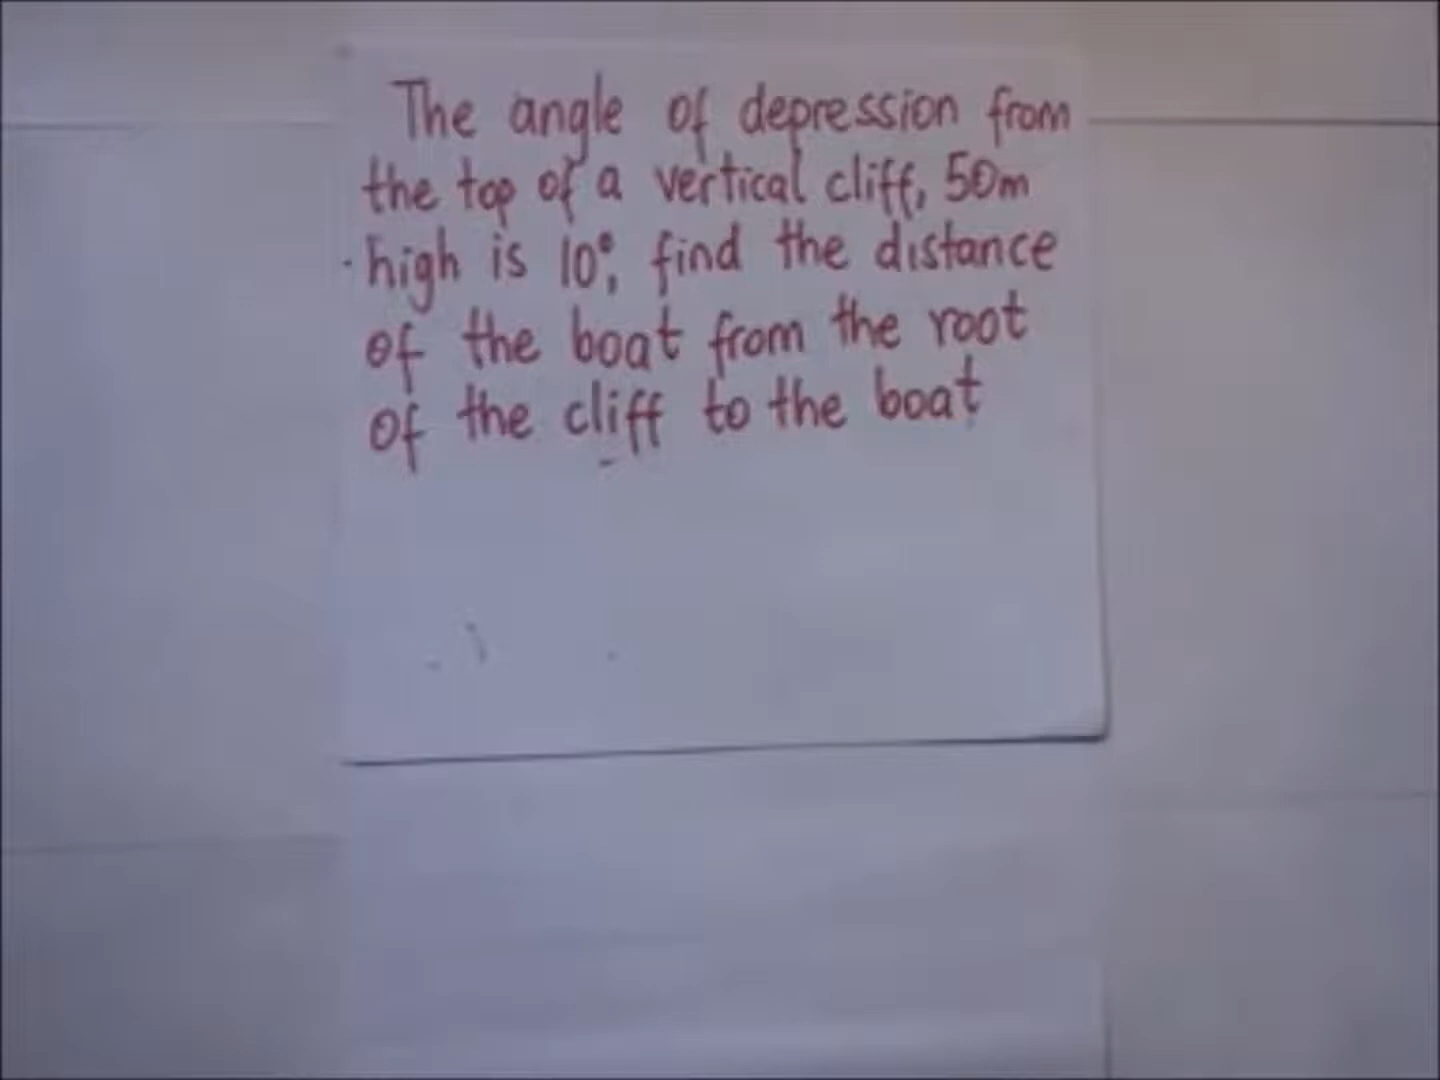 The angle of depression from
the top of a vertical cliff, 50m
high is 10°, find the distance
of the boat from the root
of the cliff to the boat